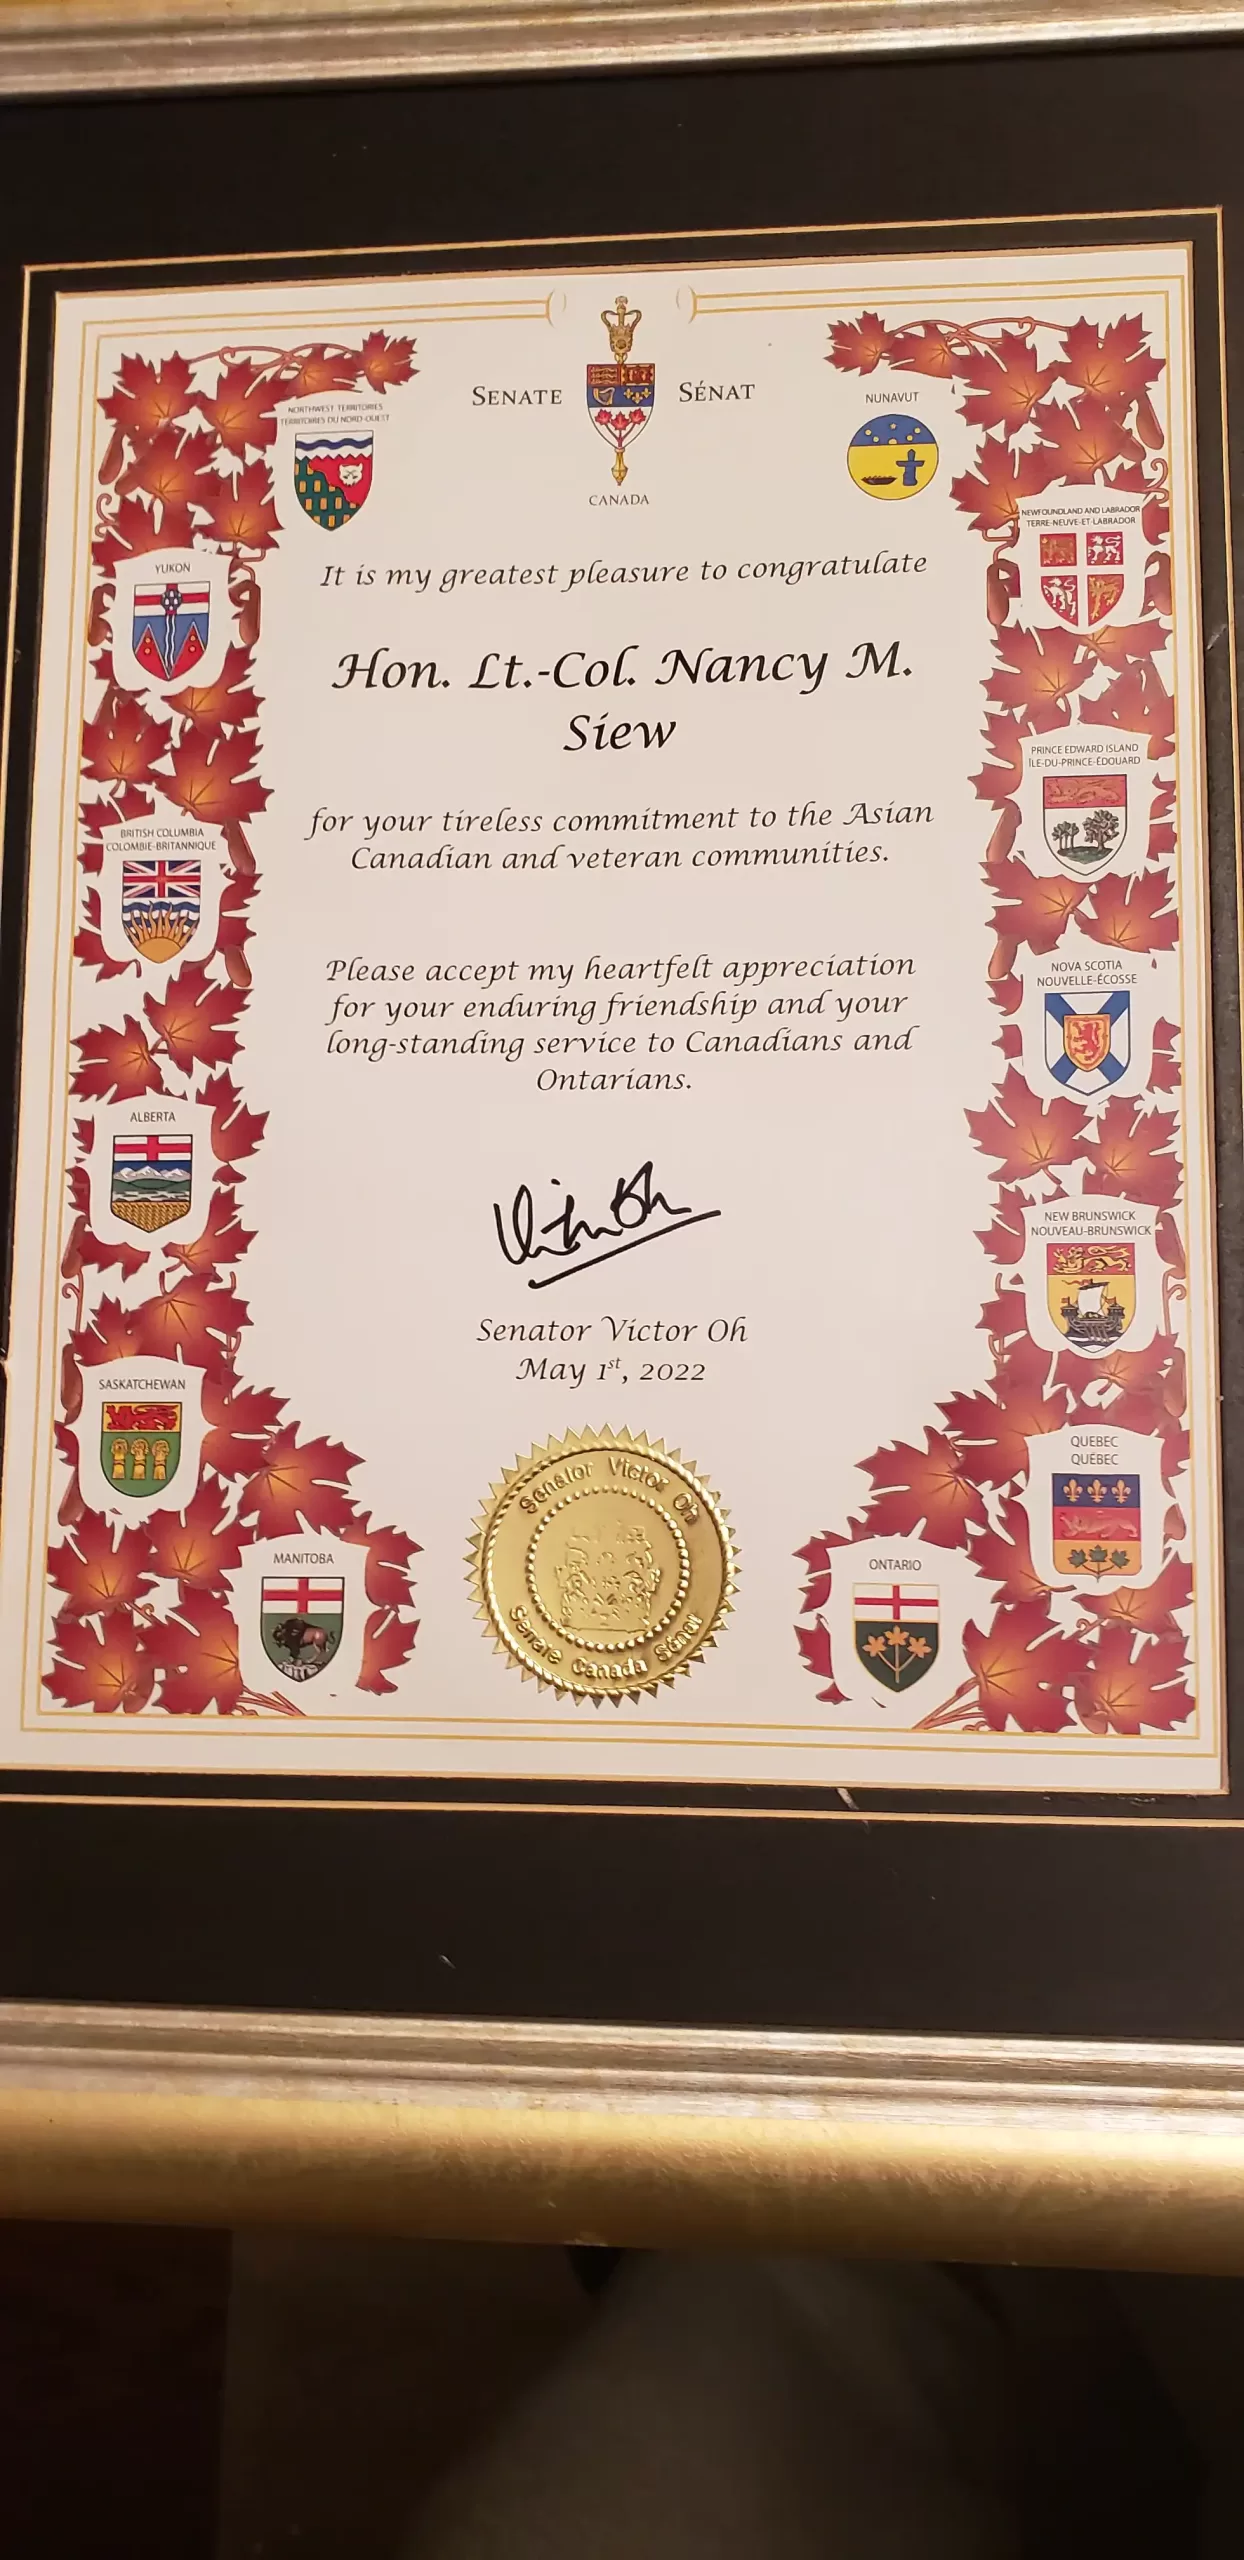 SENATE SÉNAT
CANADA
NORTHWEST TERRITORIES
TERRITOIRES DU NORD-OUEST
NUNAVUT
YUKON
NEWFOUNDLAND AND LABRADOR
TERRE-NEUVE-ET-LABRADOR
It is my greatest pleasure to congratulate
Hon. Lt.-Col. Nancy M.
Siew
PRINCE EDWARD ISLAND
ÎLE-DU-PRINCE-ÉDOUARD
BRITISH COLUMBIA
COLOMBIE-BRITANNIQUE
for your tireless commitment to the Asian
Canadian and veteran communities.
NOVA SCOTIA
NOUVELLE-ÉCOSSE
Please accept my heartfelt appreciation
for your enduring friendship and your
long-standing service to Canadians and
Ontarians.
ALBERTA
NEW BRUNSWICK
NOUVEAU-BRUNSWICK
Victor Oh
Senator Victor Oh
May 1st, 2022
SASKATCHEWAN
QUEBEC
QUÉBEC
MANITOBA
ONTARIO
Senator Victor Oh
Senate Canada Sénat